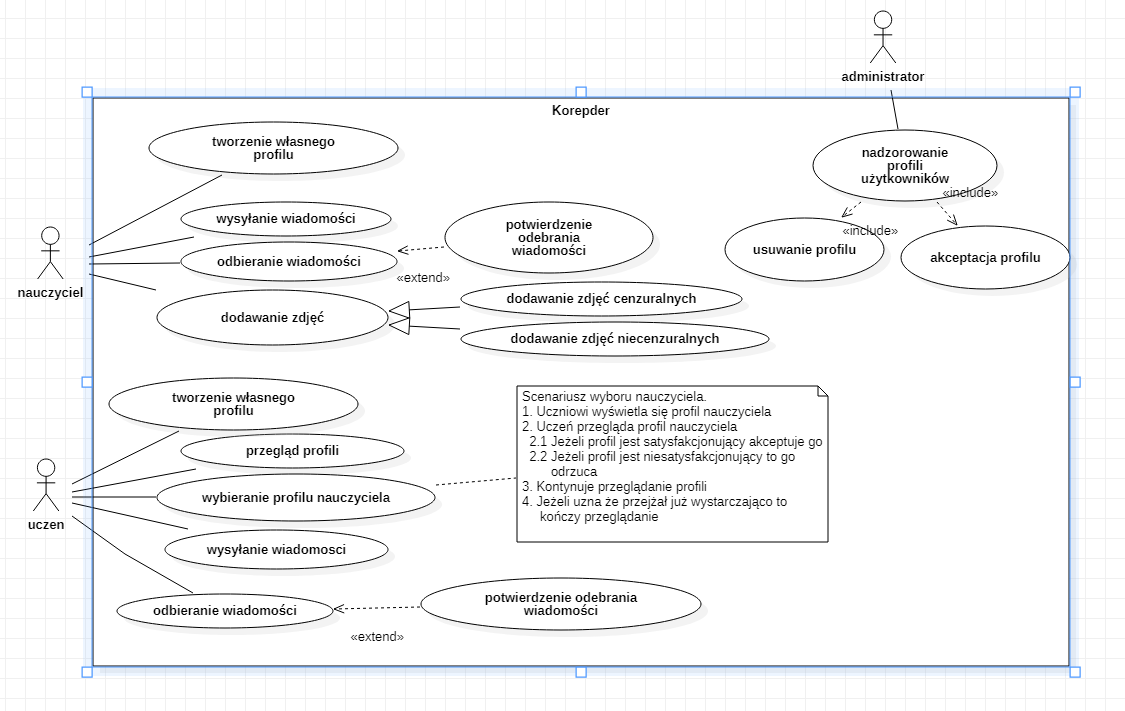 administrator
Korepder
tworzenie własnego
profilu
wysyłanie wiadomości
odbieranie wiadomości
dodawanie zdjęć
nauczyciel
potwierdzenie
odebrania
wiadomości
«extend»
dodawanie zdjęć cenzuralnych
dodawanie zdjęć niecenzuralnych
nadzorowanie
profili
użytkowników
«include»
«include»
usuwanie profilu
akceptacja profilu
tworzenie własnego
profilu
przegląd profili
wybieranie profilu nauczyciela
wysyłanie wiadomosci
odbieranie wiadomości
uczen
Scenariusz wyboru nauczyciela.
1. Uczniowi wyświetla się profil nauczyciela
2. Uczeń przegląda profil nauczyciela
2.1 Jeżeli profil jest satysfakcjonujący akceptuje go
2.2 Jeżeli profil jest niesatysfakcjonujący to go
odrzuca
3. Kontynuje przeglądanie profili
4. Jeżeli uzna że przejżał już wystarczająco to
kończy przeglądanie
potwierdzenie odebrania
wiadomości
«extend»